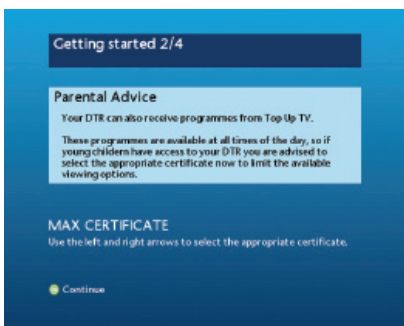 Getting started 2/4
Parental Advice
Your DTR can also receive programmes from Top Up TV.
These programmes are available at all times of the day, so if
young childern have access to your DTR you are advised to
select the appropriate certificate now to limit the available
viewing options.
MAX CERTIFICATE
Use the left and right arrows to select the appropriate certificate.
Continue